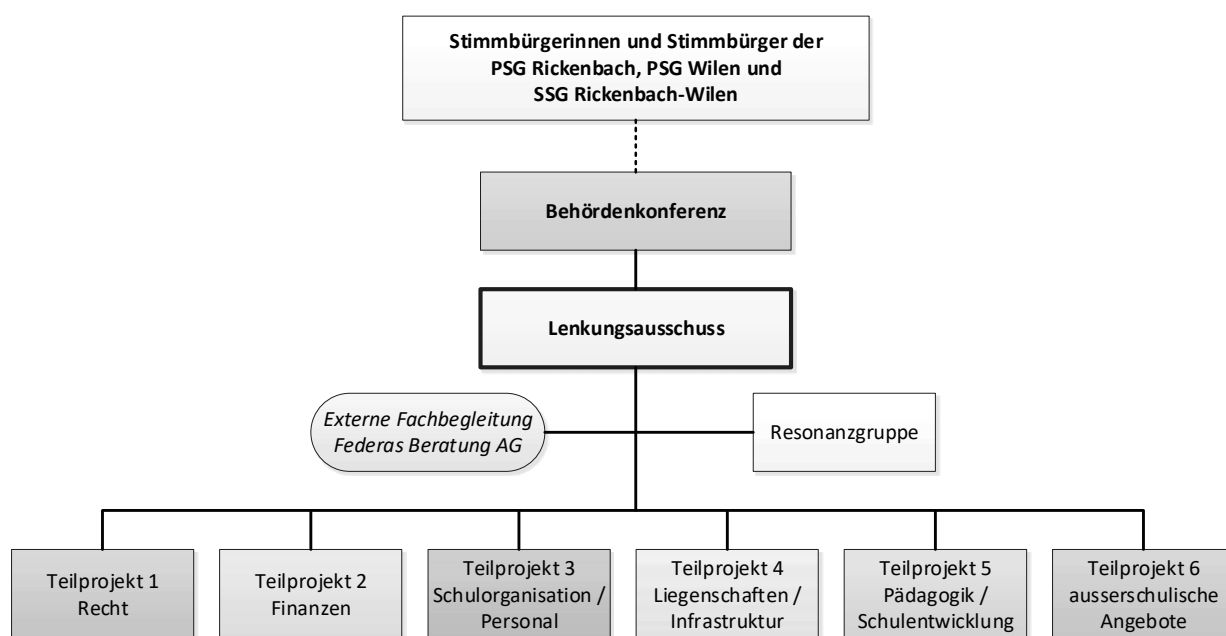 Stimmbürgerinnen und Stimmbürger der
PSG Rickenbach, PSG Wilen und
SSG Rickenbach-Wilen
Behördenkonferenz
Lenkungsausschuss
Externe Fachbegleitung
Federas Beratung AG
Resonanzgruppe
Teilprojekt 1
Recht
Teilprojekt 2
Finanzen
Teilprojekt 3
Schulorganisation /
Personal
Teilprojekt 4
Liegenschaften /
Infrastruktur
Teilprojekt 5
Pädagogik /
Schulentwicklung
Teilprojekt 6
ausserschulische
Angebote